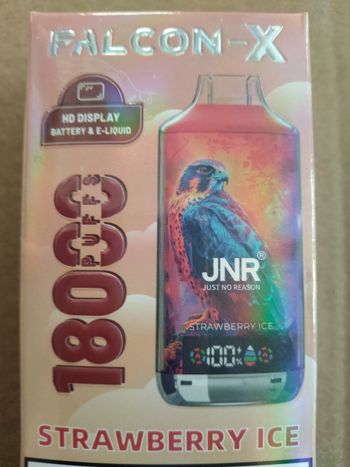 FALCON-X
HD DISPLAY
BATTERY & E-LIQUID
18000
PUFFS
JNR®
JUST NO REASON
STRAWBERRY ICE
100%
STRAWBERRY ICE